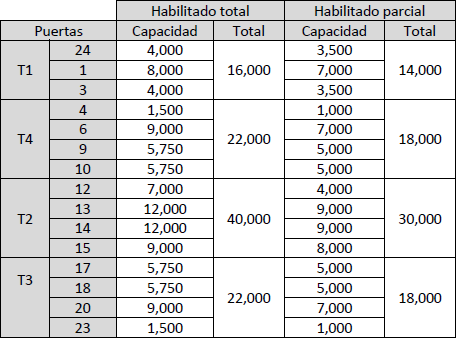 Habilitado total Habilitado parcial
Puertas Capacidad Total Capacidad Total
T1 24 4,000 16,000 3,500 14,000
1 8,000 7,000
3 4,000 3,500
T4 4 1,500 22,000 1,000 18,000
6 9,000 7,000
9 5,750 5,000
10 5,750 5,000
T2 12 7,000 40,000 4,000 30,000
13 12,000 9,000
14 12,000 9,000
15 9,000 8,000
T3 17 5,750 22,000 5,000 18,000
18 5,750 5,000
20 9,000 7,000
23 1,500 1,000